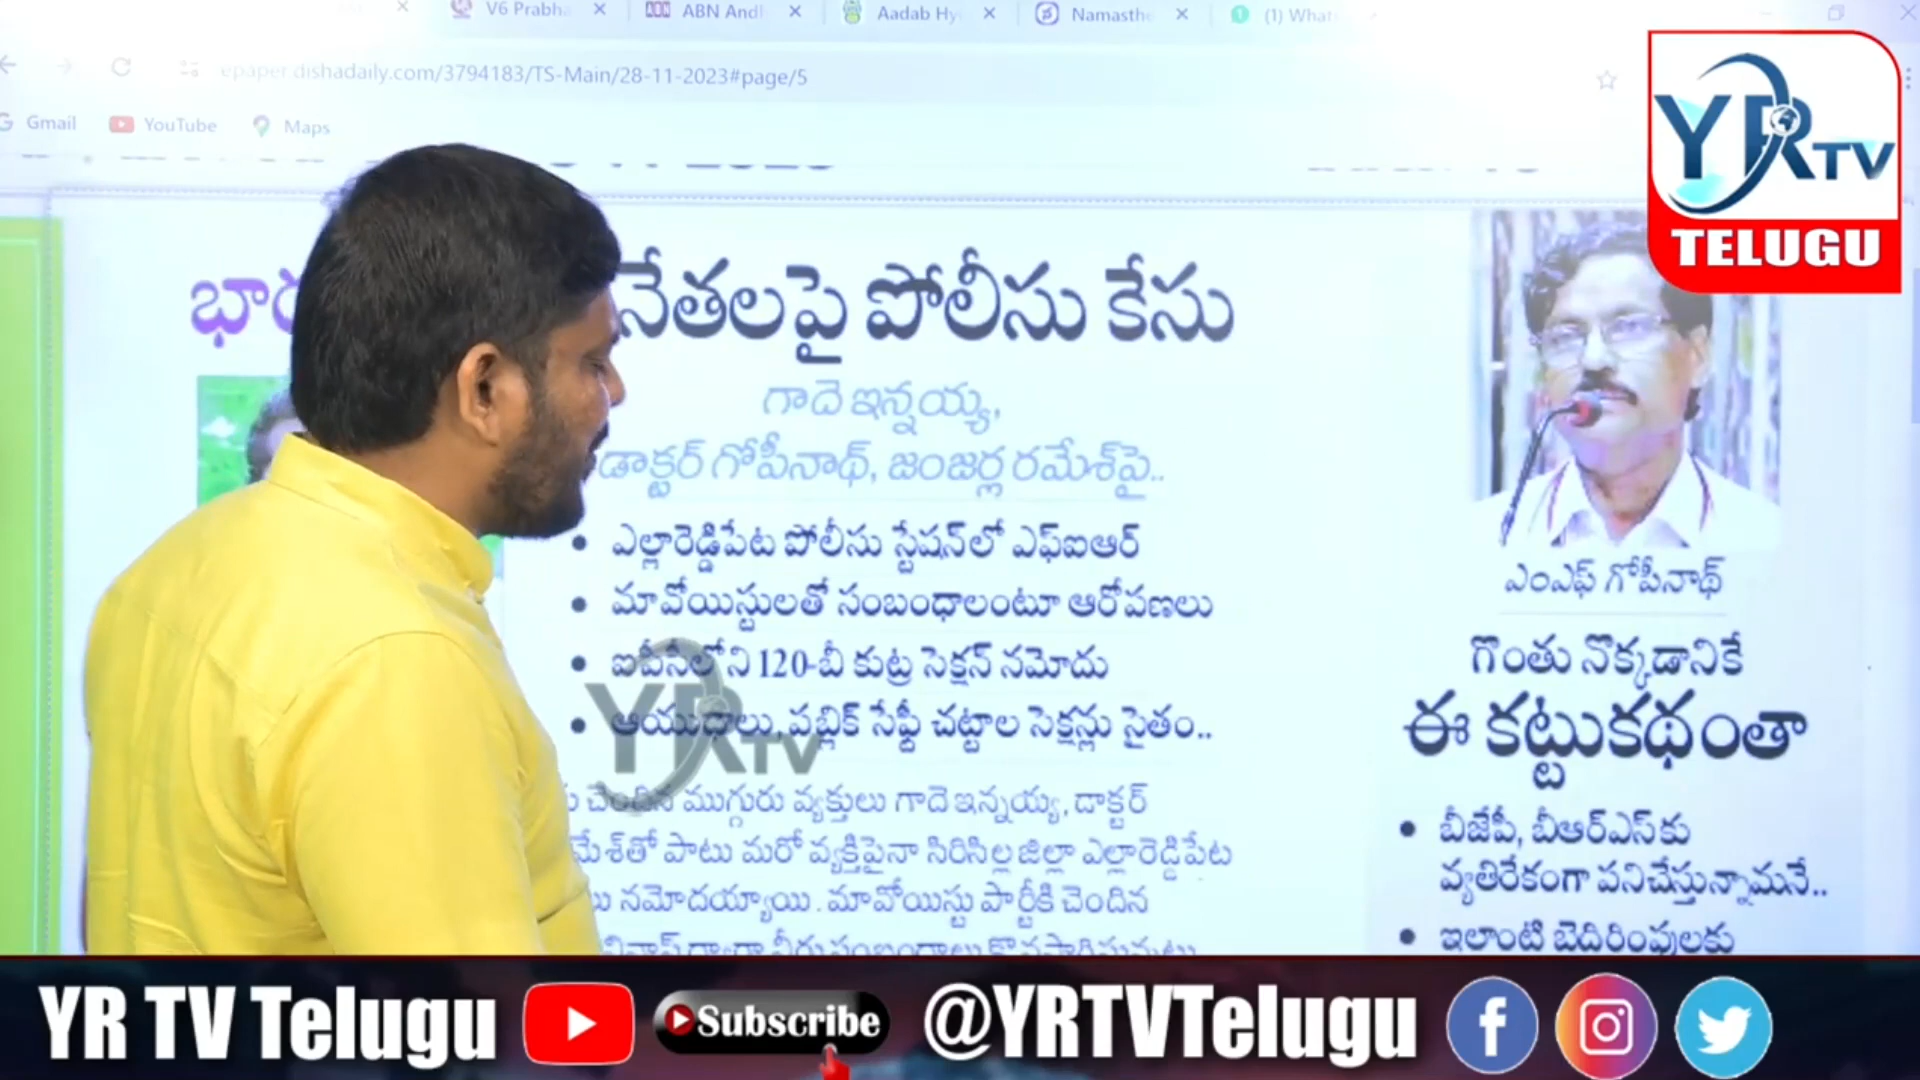 V6 Prabha
ABN
ABN Andh
Aadab Hy
Namasthe
(1) What
epaper.dishadaily.com/3794183/TS-Main/28-11-2023#page/5
Gmail
YouTube
Maps
YR TV
TELUGU
నేతలపై పోలీసు కేసు
గాదె ఇన్నయ్య,
డాక్టర్ గోపీనాథ్, జంజర్ల రమేశ్‌పై..
• ఎల్లారెడ్డిపేట పోలీసు స్టేషన్‌లో ఎఫ్ఐఆర్
• మావోయిస్టులతో సంబంధాలంటూ ఆరోపణలు
• ఐపీసీలోని 120-బీ కుట్ర సెక్షన్ నమోదు
• ఆయుధాలు, పబ్లిక్ సేఫ్టీ చట్టాల సెక్షన్లు సైతం..
YR TV
చెందిన ముగ్గురు వ్యక్తులు గాదె ఇన్నయ్య, డాక్టర్
పాటు మరో వ్యక్తిపైనా సిరిసిల్ల జిల్లా ఎల్లారెడ్డిపేట
నమోదయ్యాయి. మావోయిస్టు పార్టీకి చెందిన
ఎంఎఫ్ గోపీనాథ్
గొంతు నొక్కడానికే
ఈ కట్టుకథంతా
• బీజేపీ, బీఆర్ఎస్‌కు
వ్యతిరేకంగా పనిచేస్తున్నామనే..
• ఇలాంటి బెదిరింపులకు
YR TV Telugu
Subscribe
@YRTVTelugu